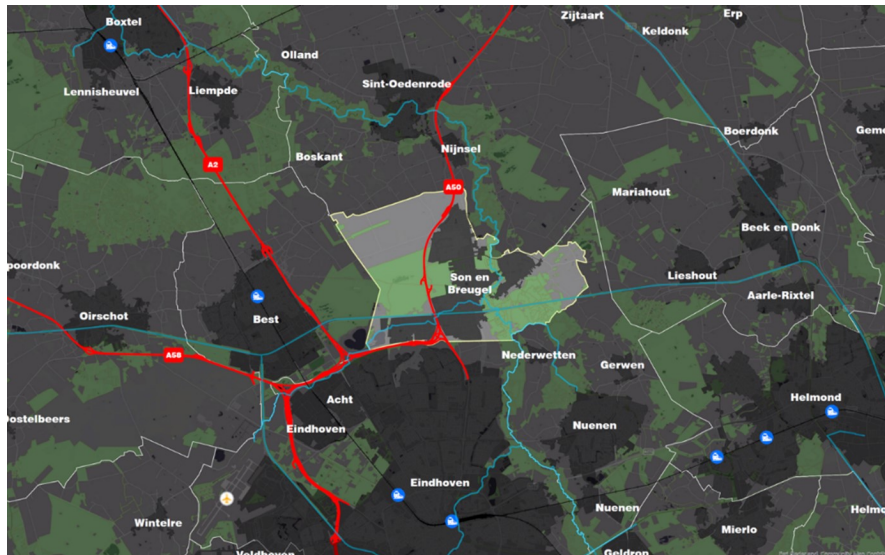 Boxtel
Zijtaart
Erp
Keldonk
Olland
Lennisheuvel
Liempde
Sint-Oedenrode
Boerdonk
Nijnsel
Boskant
A2
A50
Mariahout
Beek en Donk
Son en
Breugel
Lieshout
Oirschot
Best
Aarle-Rixtel
A58
Nederwetten
Gerwen
Acht
Helmond
Eindhoven
Nuenen
Eindhoven
Nuenen
Wintelre
Mierlo
Geldrop